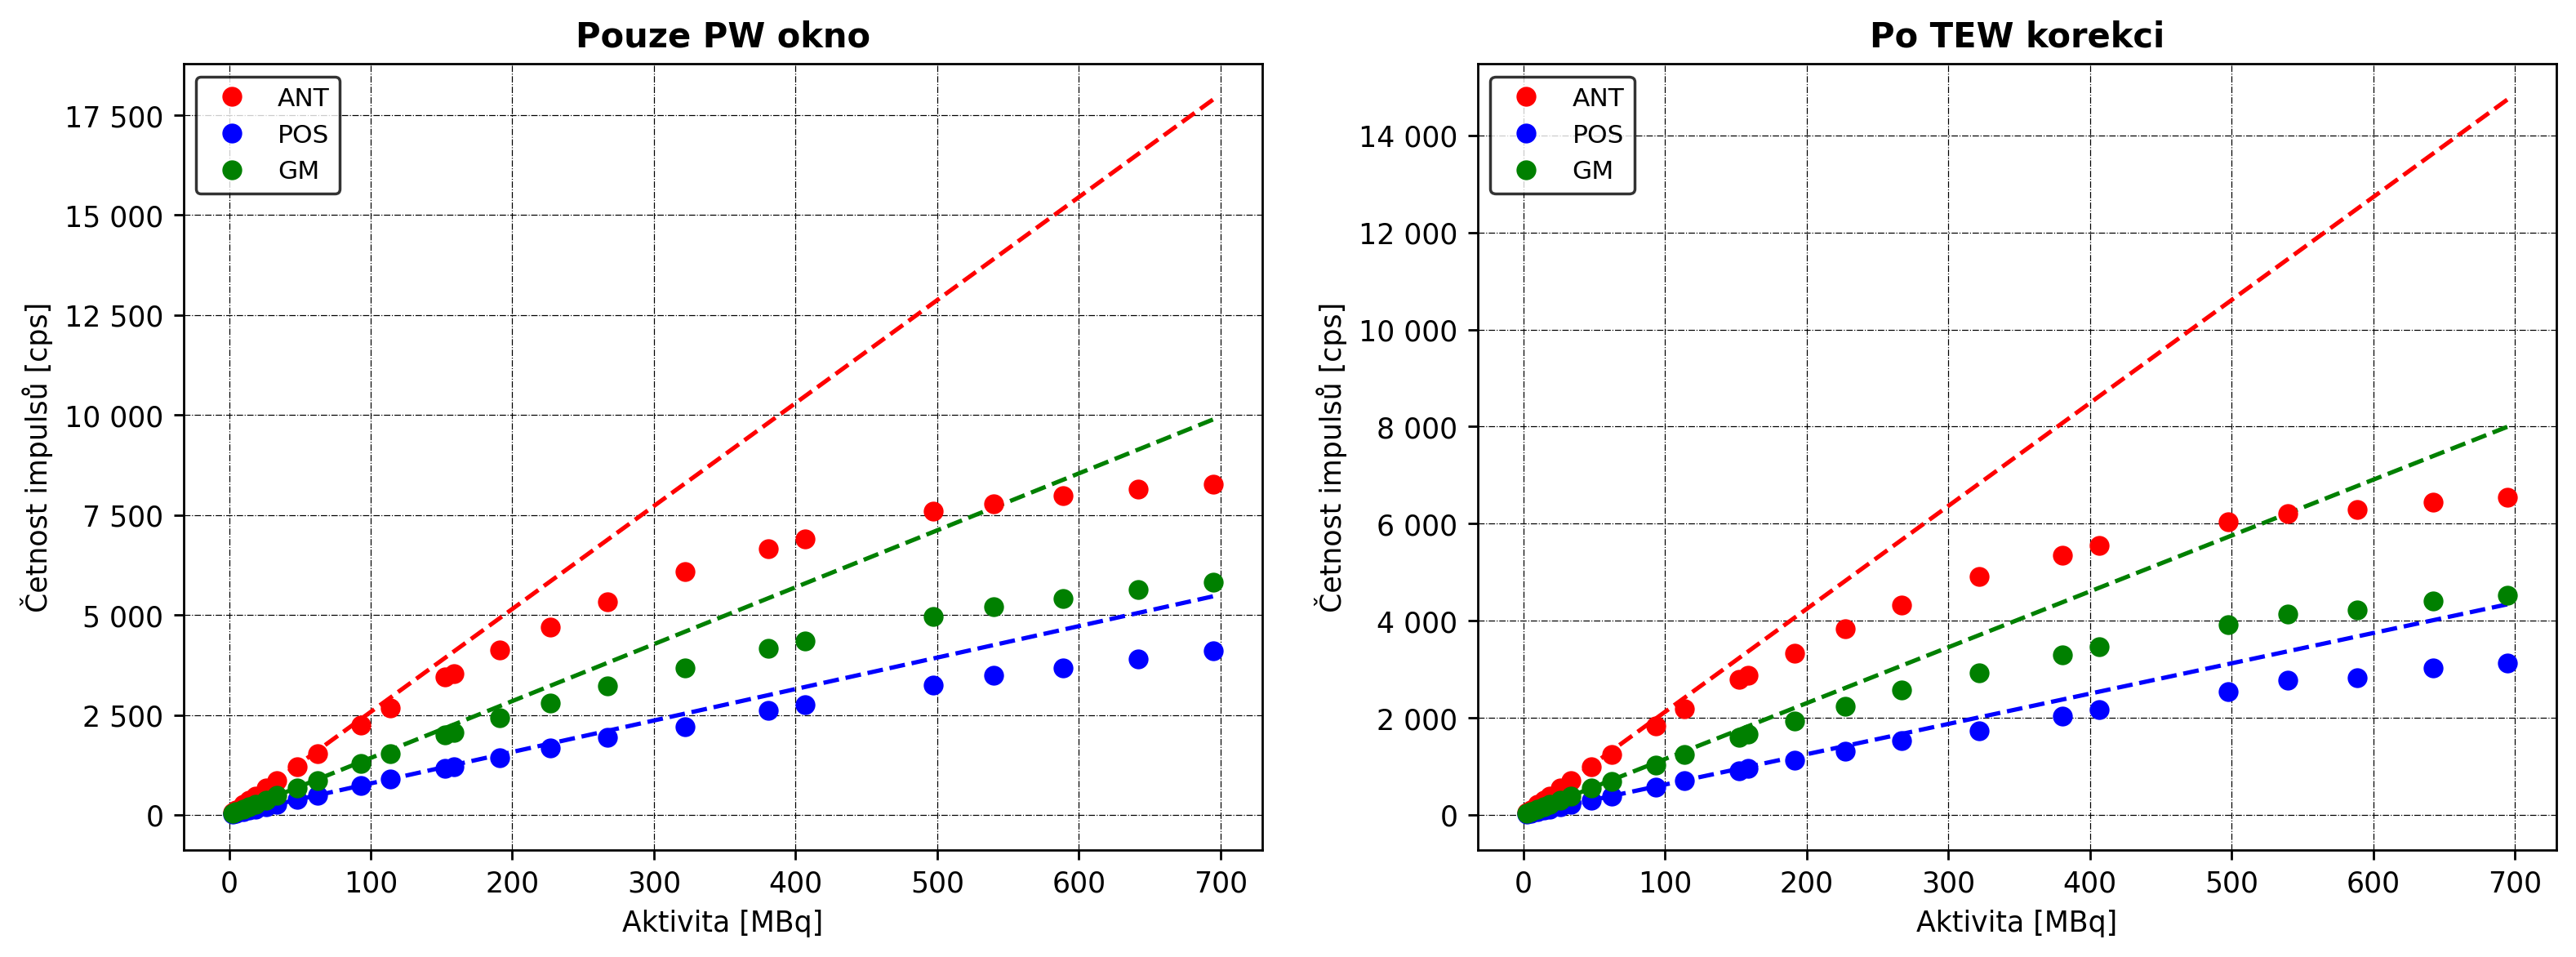 Pouze PW okno
ANT
POS
GM
17 500
15 000
12 500
10 000
7 500
5 000
2 500
0
Četnost impulsů [cps]
0 100 200 300 400 500 600 700
Aktivita [MBq]
Po TEW korekci
ANT
POS
GM
14 000
12 000
10 000
8 000
6 000
4 000
2 000
0
Četnost impulsů [cps]
0 100 200 300 400 500 600 700
Aktivita [MBq]